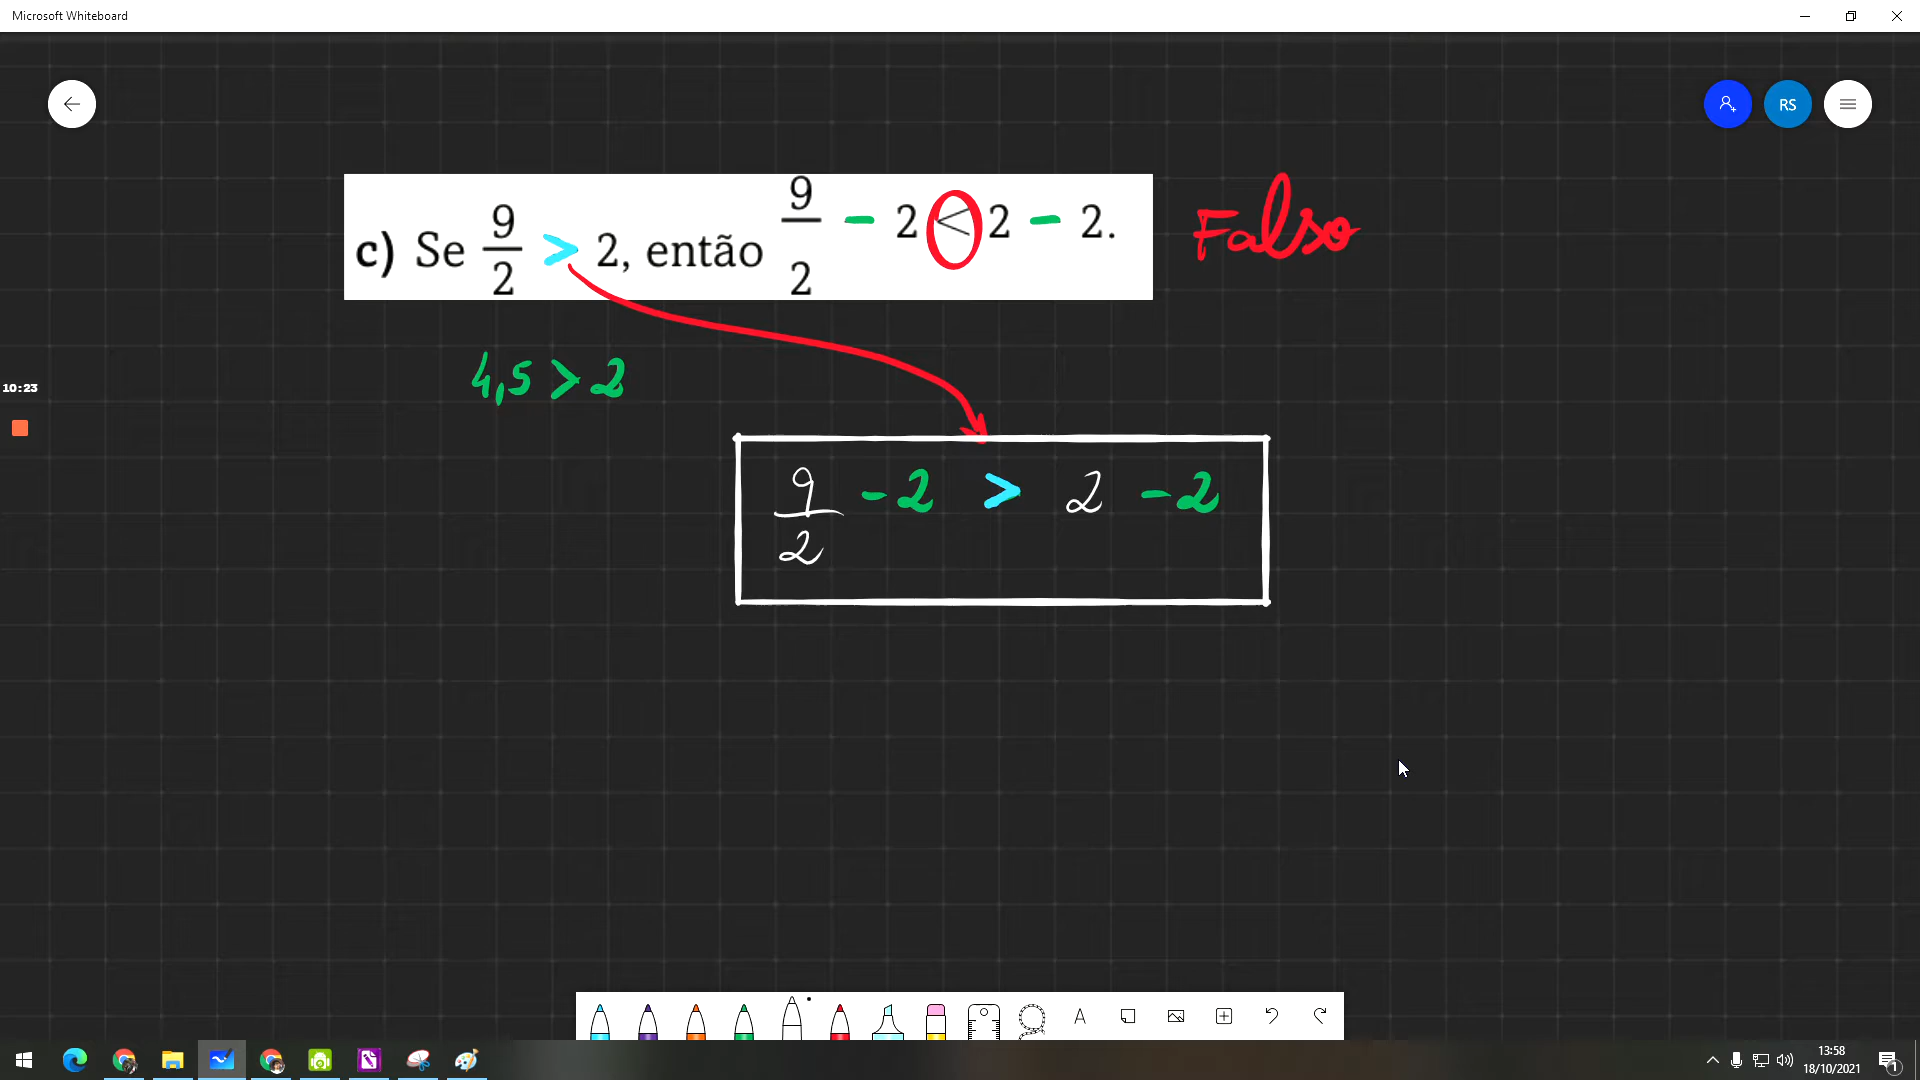 Microsoft Whiteboard
RS
c) Se 9/2 > 2, então 9/2 - 2 < 2 - 2.
Falso
10:23
4,5 > 2
9/2 - 2 > 2 - 2
A
13:58
18/10/2021
1